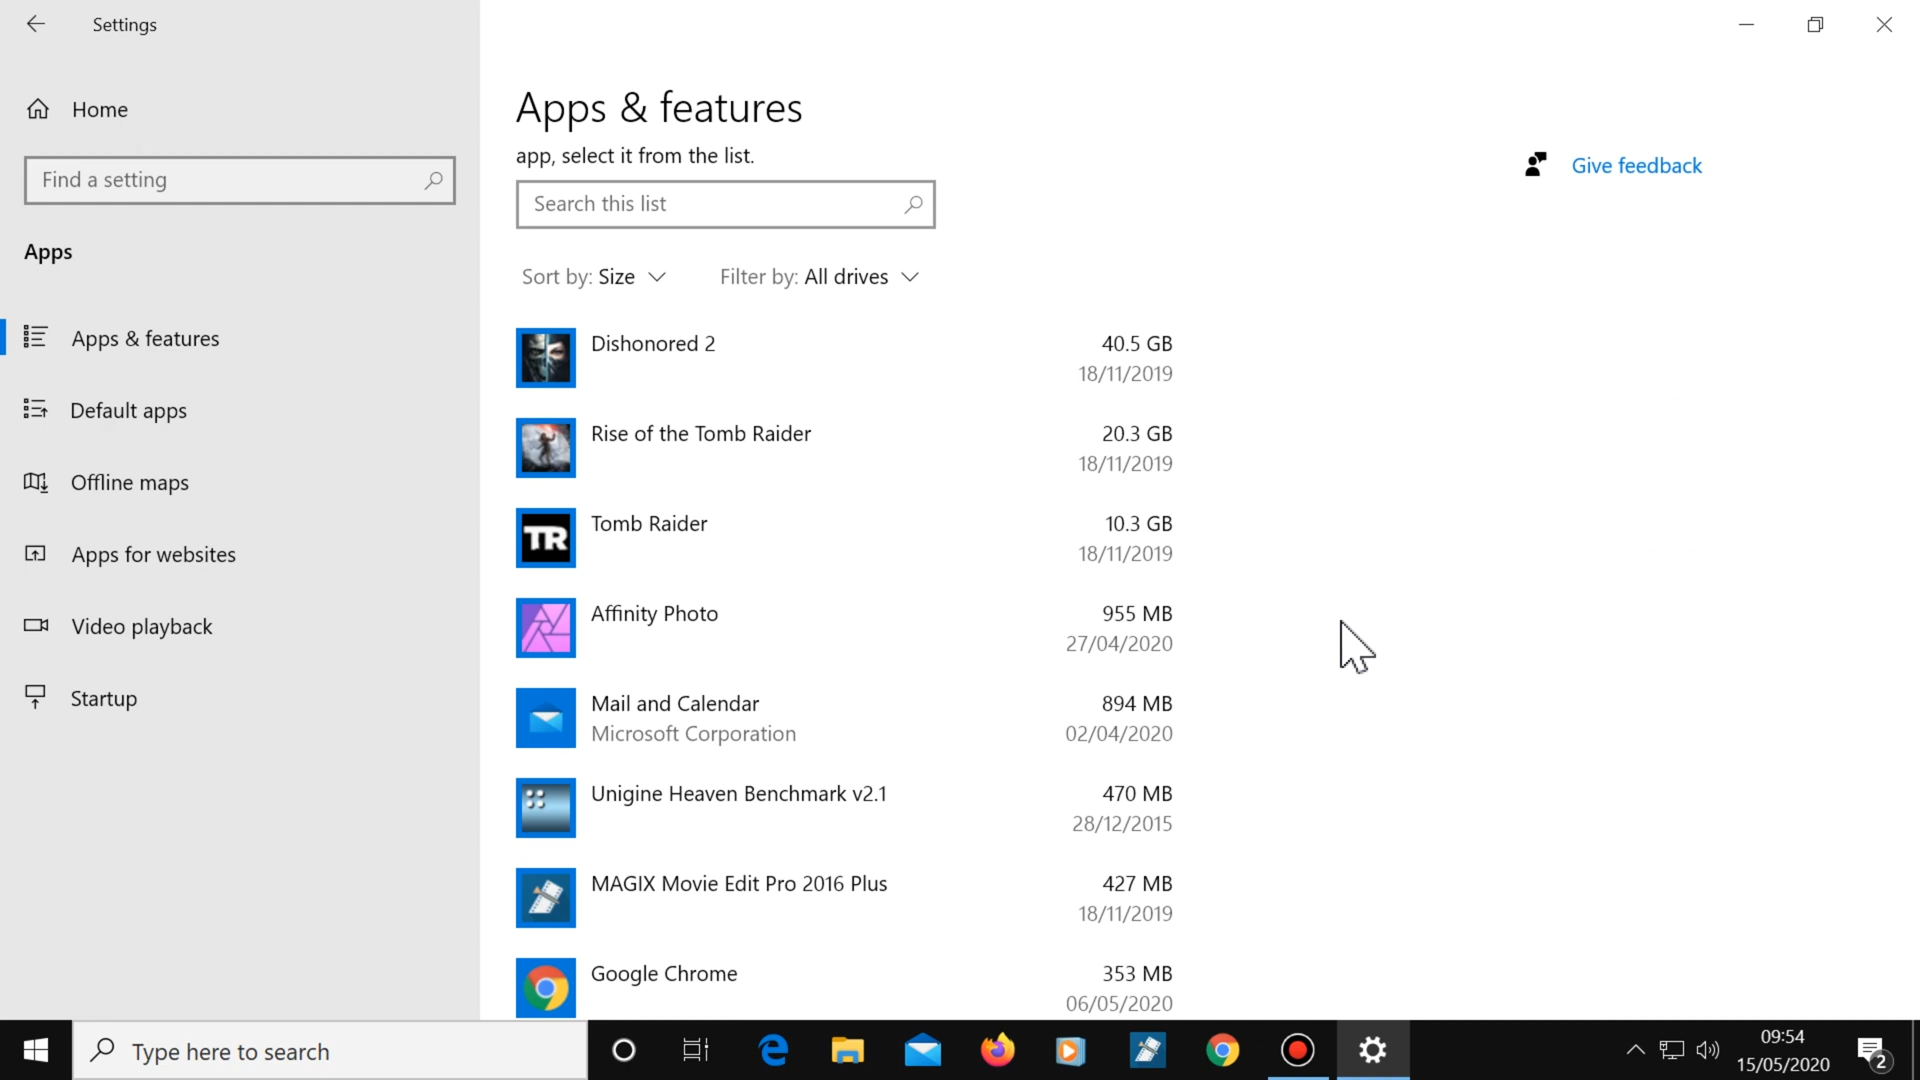 Settings
Home
Find a setting
Apps
Apps & features
Default apps
Offline maps
Apps for websites
Video playback
Startup
Apps & features
app, select it from the list.
Search this list
Sort by: Size
Filter by: All drives
Dishonored 2 40.5 GB
18/11/2019
Rise of the Tomb Raider 20.3 GB
18/11/2019
TR
Tomb Raider 10.3 GB
18/11/2019
Affinity Photo 955 MB
27/04/2020
Mail and Calendar 894 MB
Microsoft Corporation 02/04/2020
Unigine Heaven Benchmark v2.1 470 MB
28/12/2015
MAGIX Movie Edit Pro 2016 Plus 427 MB
18/11/2019
Google Chrome 353 MB
06/05/2020
Give feedback
Type here to search
09:54
15/05/2020
2